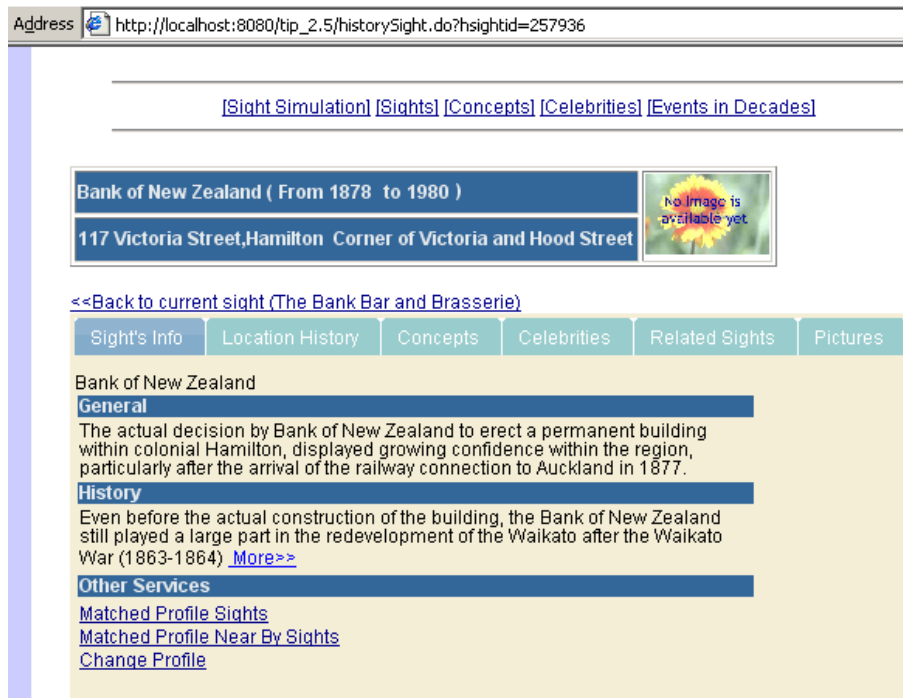 Address http://localhost:8080/tip_2.5/historySight.do?hsightid=257936
[Sight Simulation] [Sights] [Concepts] [Celebrities] [Events in Decades]
Bank of New Zealand ( From 1878 to 1980 )
No Image is
available yet
117 Victoria Street,Hamilton Corner of Victoria and Hood Street
<<Back to current sight (The Bank Bar and Brasserie)
Sight's Info Location History Concepts Celebrities Related Sights Pictures
Bank of New Zealand
General
The actual decision by Bank of New Zealand to erect a permanent building
within colonial Hamilton, displayed growing confidence within the region,
particularly after the arrival of the railway connection to Auckland in 1877.
History
Even before the actual construction of the building, the Bank of New Zealand
still played a large part in the redevelopment of the Waikato after the Waikato
War (1863-1864) More>>
Other Services
Matched Profile Sights
Matched Profile Near By Sights
Change Profile